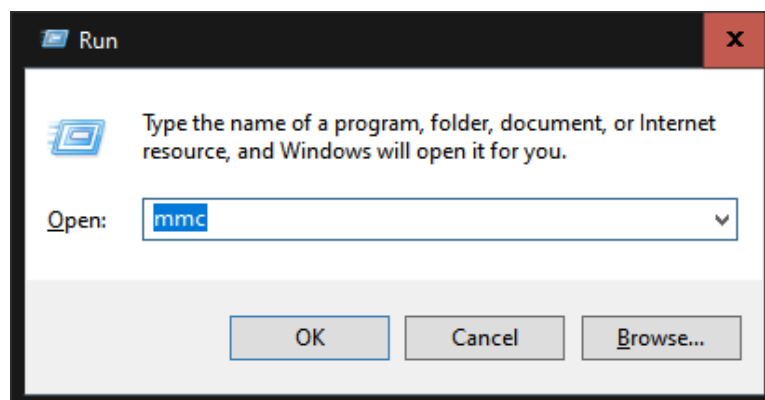 Run
x
Type the name of a program, folder, document, or Internet
resource, and Windows will open it for you.
Open:
mmc
OK
Cancel
Browse...